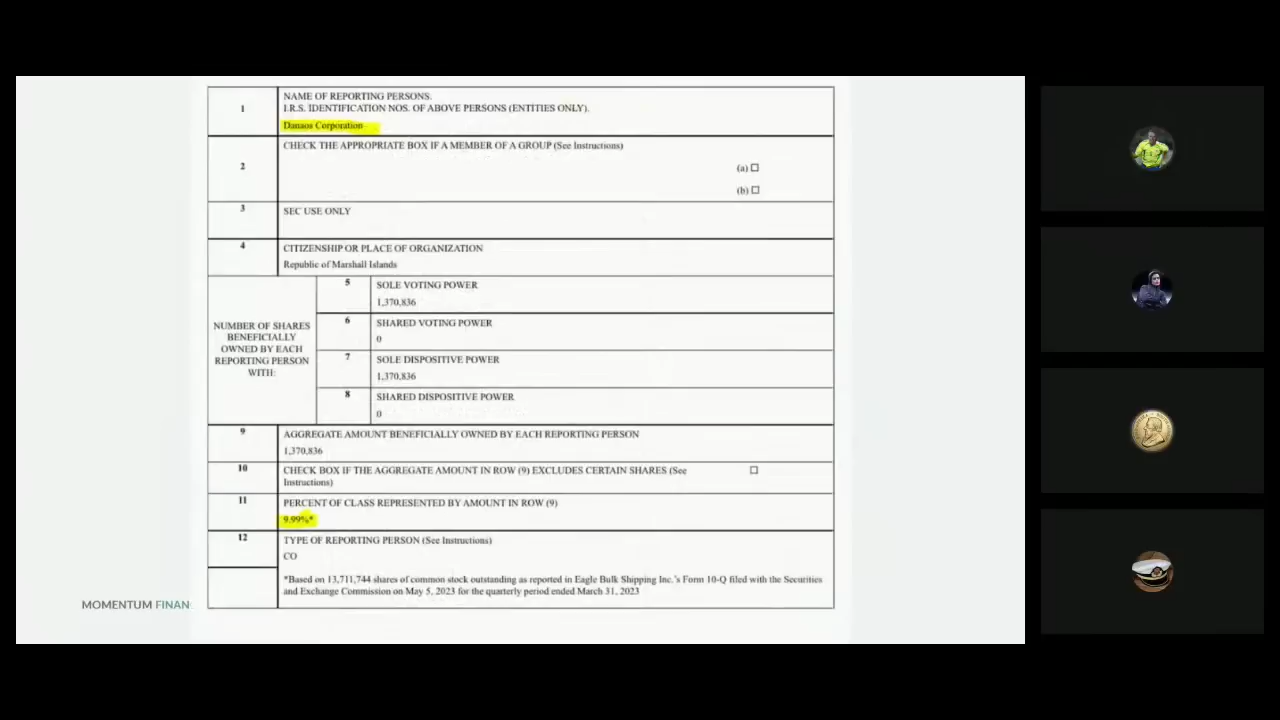 1
NAME OF REPORTING PERSONS.
I.R.S. IDENTIFICATION NOS. OF ABOVE PERSONS (ENTITIES ONLY).
Danaos Corporation
2
CHECK THE APPROPRIATE BOX IF A MEMBER OF A GROUP (See Instructions)
(a) ☐
(b) ☐
3
SEC USE ONLY
4
CITIZENSHIP OR PLACE OF ORGANIZATION
Republic of Marshall Islands
NUMBER OF SHARES
BENEFICIALLY
OWNED BY EACH
REPORTING PERSON
WITH:
5
SOLE VOTING POWER
1,370,836
6
SHARED VOTING POWER
0
7
SOLE DISPOSITIVE POWER
1,370,836
8
SHARED DISPOSITIVE POWER
0
9
AGGREGATE AMOUNT BENEFICIALLY OWNED BY EACH REPORTING PERSON
1,370,836
10
CHECK BOX IF THE AGGREGATE AMOUNT IN ROW (9) EXCLUDES CERTAIN SHARES (See ☐
Instructions)
11
PERCENT OF CLASS REPRESENTED BY AMOUNT IN ROW (9)
9.99%*
12
TYPE OF REPORTING PERSON (See Instructions)
CO
*Based on 13,711,744 shares of common stock outstanding as reported in Eagle Bulk Shipping Inc.'s Form 10-Q filed with the Securities
and Exchange Commission on May 5, 2023 for the quarterly period ended March 31, 2023
MOMENTUM FINAN